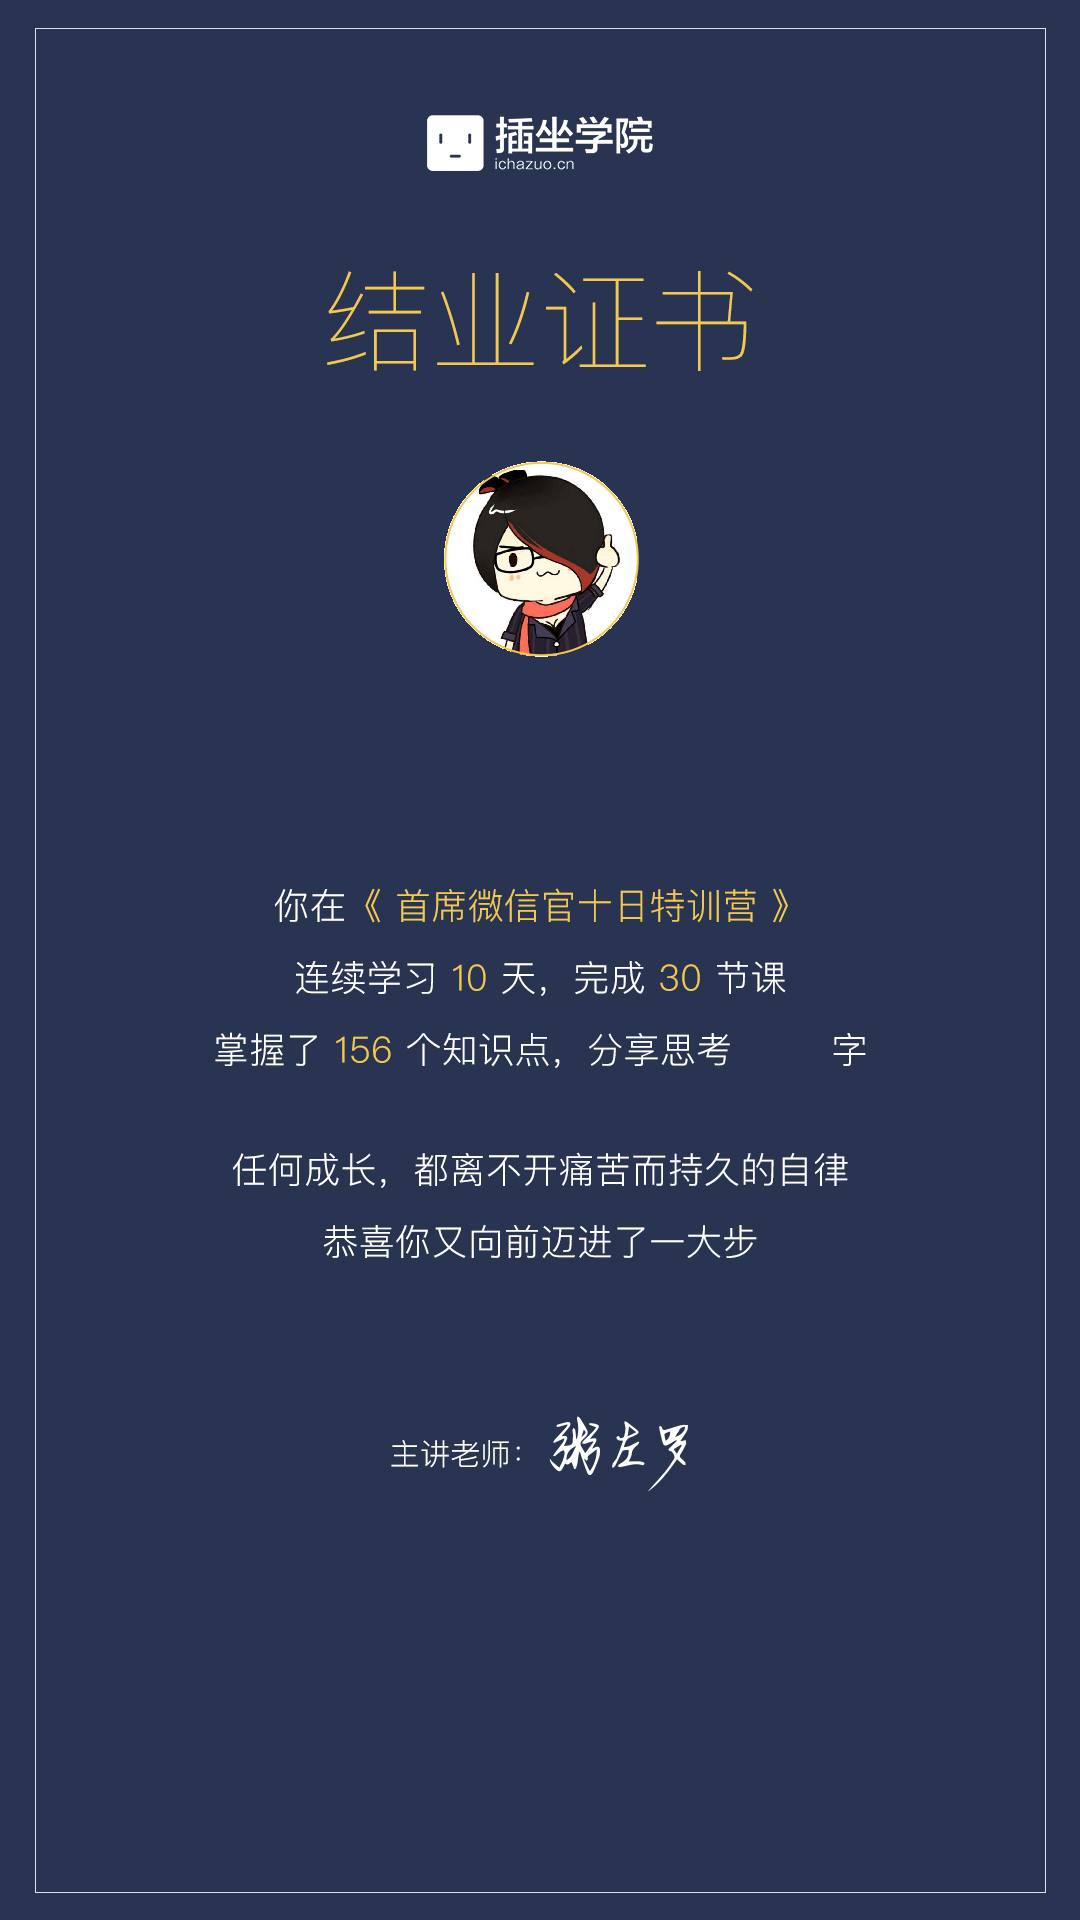 插坐学院
ichazuo.cn
结业证书
你在《 首席微信官十日特训营 》
连续学习 10 天，完成 30 节课
掌握了 156 个知识点，分享思考 字
任何成长，都离不开痛苦而持久的自律
恭喜你又向前迈进了一大步
主讲老师：粥左罗